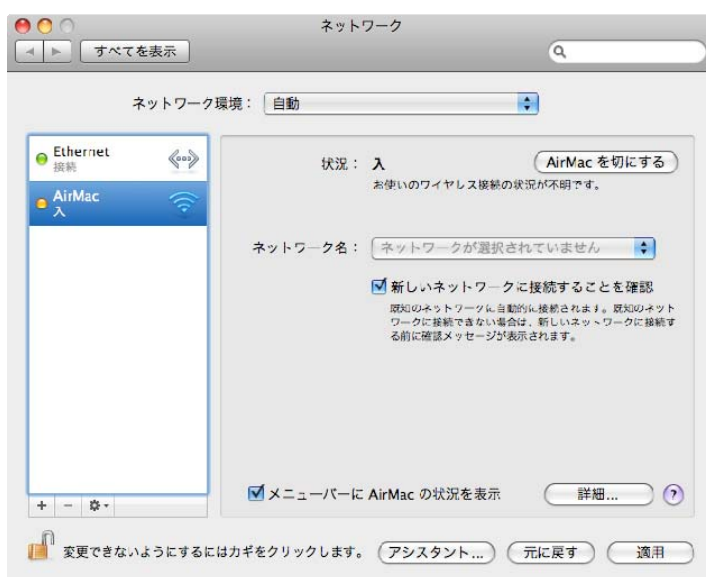 ネットワーク
すべてを表示
ネットワーク環境： 自動
Ethernet
接続
AirMac
入
状況： 入 AirMac を切にする
お使いのワイヤレス接続の状況が不明です。
ネットワーク名： ネットワークが選択されていません
新しいネットワークに接続することを確認
既知のネットワークに自動的に接続されます。既知のネット
ワークに接続できない場合は、新しいネットワークに接続す
る前に確認メッセージが表示されます。
メニューバーに AirMac の状況を表示 詳細... ?
+ −
変更できないようにするにはカギをクリックします。 アシスタント... 元に戻す 適用